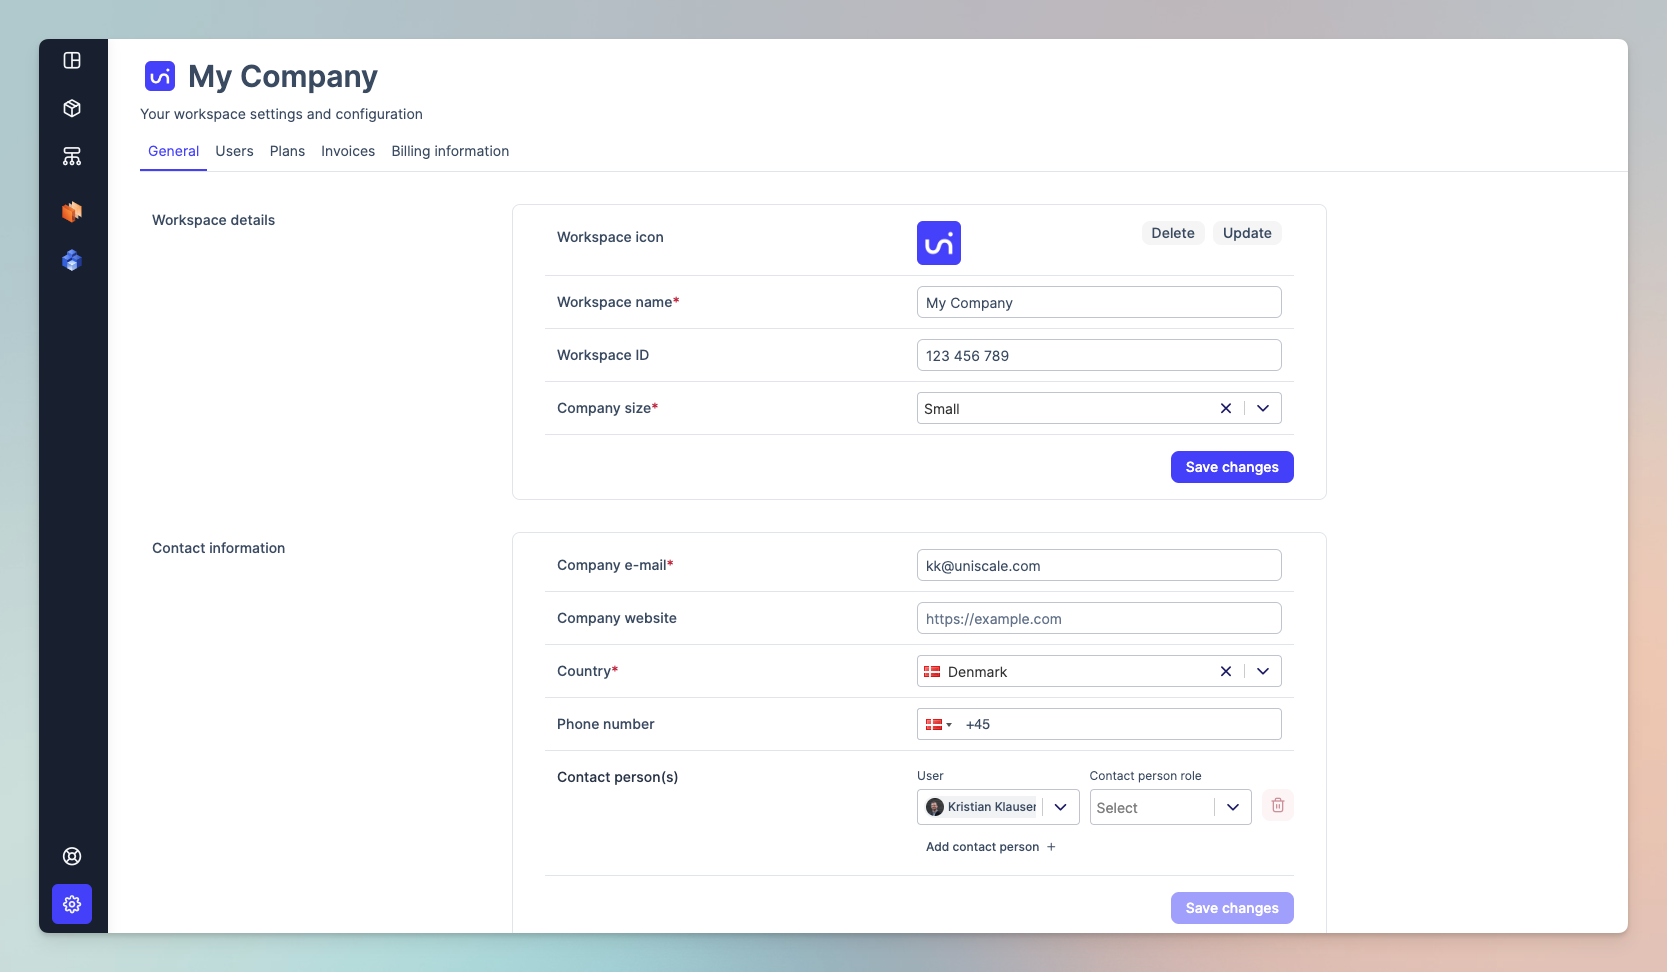 My Company
Your workspace settings and configuration
General Users Plans Invoices Billing information
Workspace details
Workspace icon
Delete Update
Workspace name* My Company
Workspace ID 123 456 789
Company size* Small
Save changes
Contact information
Company e-mail* kk@uniscale.com
Company website https://example.com
Country* Denmark
Phone number +45
Contact person(s)
User Contact person role
Kristian Klausen Select
Add contact person +
Save changes